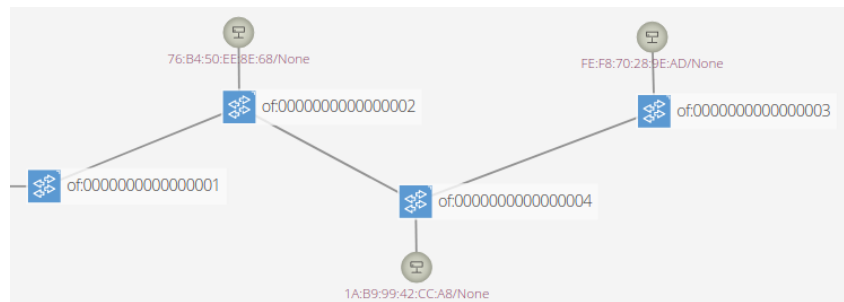 76:B4:50:EE:8E:68/None
FE:F8:70:28:9E:AD/None
of:0000000000000002
of:0000000000000003
of:0000000000000001
of:0000000000000004
1A:B9:99:42:CC:A8/None